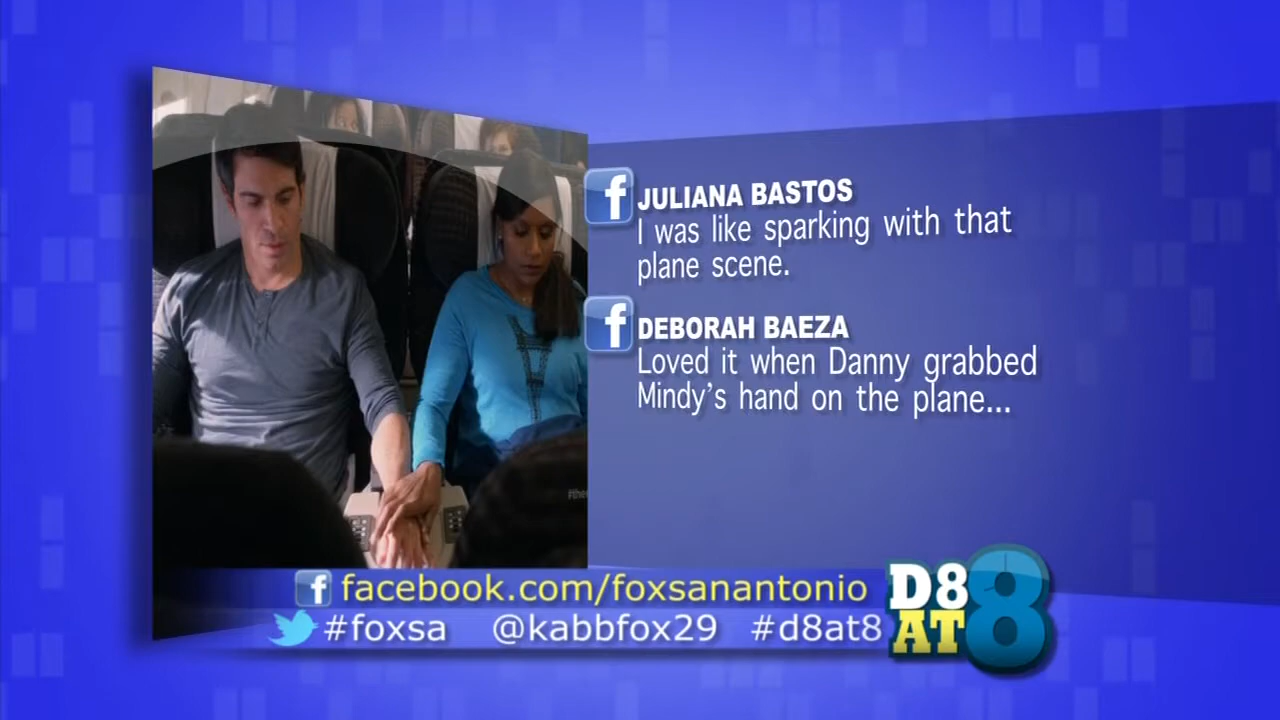 JULIANA BASTOS
I was like sparking with that
plane scene.
DEBORAH BAEZA
Loved it when Danny grabbed
Mindy's hand on the plane...
facebook.com/foxsanantonio
#foxsa @kabbfox29 #d8at8
D8
AT 8